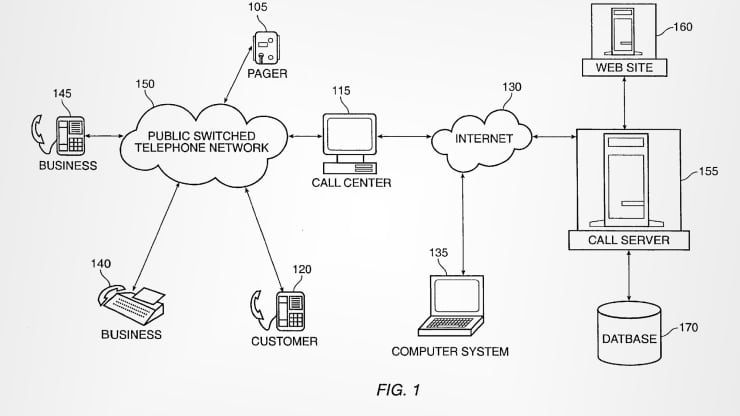 105
PAGER
160
WEB SITE
145
BUSINESS
150
PUBLIC SWITCHED
TELEPHONE NETWORK
115
CALL CENTER
130
INTERNET
155
CALL SERVER
140
BUSINESS
120
CUSTOMER
135
COMPUTER SYSTEM
170
DATBASE
FIG. 1